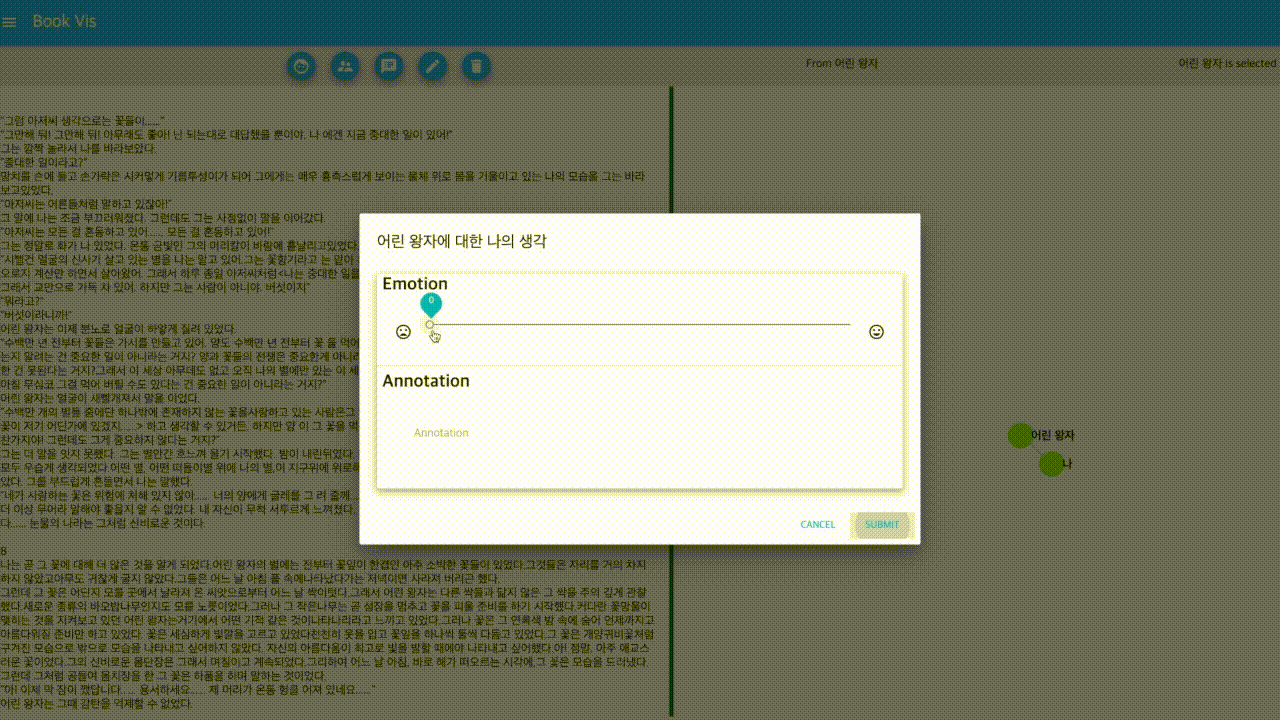 Book Vis
From 어린 왕자
어린 왕자 is selected
"그럼 아저씨 생각으로는 꽃들이......"
"그만해 둬! 그만해 둬! 아무래도 좋아! 난 되는대로 대답했을 뿐이야. 나 에겐 지금 중대한 일이 있어!"
그는 깜짝 놀라서 나를 바라보았다.
"중대한 일이라고?"
망치를 손에 들고 손가락은 시커멓게 기름투성이가 되어 그에게는 매우 흉측스럽게 보이는 물체 위로 몸을 기울이고 있는 나의 모습을 그는 바라
보고있었다.
"아저씨는 어른들처럼 말하고 있잖아!"
그 말에 나는 조금 부끄러워졌다. 그런데도 그는 사정없이 말을 이어갔다.
"아저씨는 모든 걸 혼동하고 있어..... 모든 걸 혼동하고 있어!"
그는 정말로 화가 나 있었다. 온통 금빛인 그의 머리칼이 바람에 흩날리고있었다
"시뻘건 얼굴의 신사가 살고 있는 별을 나는 알고 있어.그는 꽃향기라고 는 맡아
오로지 계산만 하면서 살아왔어. 그래서 하루 종일 아저씨처럼<나는 중대한 일을
그래서 교만으로 가득 차 있어. 하지만 그는 사람이 아니야. 버섯이지"
"뭐라고?"
"버섯이라니까!"
어린 왕자는 이제 분노로 얼굴이 하얗게 질려 있었다.
"수백만 년 전부터 꽃들은 가시를 만들고 있어. 양도 수백만 년 전부터 꽃 을 먹어
는지 알려는 건 중요한 일이 아니라는 거지? 양과 꽃들의 전쟁은 중요한게 아니라
한 건 못된다는 거지?그래서 이 세상 아무데도 없고 오직 나의 별에만 있는 이 세
아침 무심코 그걸 먹어 버릴 수도 있다는 건 중요한 일이 아니라는 거지?"
어린 왕자는 얼굴이 새빨개져서 말을 이었다.
"수백만 개의 별들 중에단 하나밖에 존재하지 않는 꽃을사랑하고 있는 사람은그
꽃이 저기 어딘가에 있겠지.....> 하고 생각할 수 있거든. 하지만 양 이 그 꽃을 먹
찬가지야! 그런데도 그게 중요하지 않다는 거지?"
그는 더 말을 잇지 못했다. 그는 별안간 흐느껴 울기 시작했다. 밤이 내린뒤였다.
모두 우습게 생각되었다.어떤 별, 어떤 떠돌이별 위에 나의 별,이 지구위에 위로해
았다. 그를 부드럽게 흔들면서 나는 말했다.
"네가 사랑하는 꽃은 위험에 처해 있지 않아..... 너의 양에게 굴레를 그 려 줄께...
더 이상 무어라 말해야 좋을지 알 수 없었다. 내 자신이 무척 서투르게 느껴졌다.
다..... 눈물의 나라는 그처럼 신비로운 것이다.
8
나는 곧 그 꽃에 대해 더 많은 것을 알게 되었다.어린 왕자의 별에는 전부터 꽃잎이 한겹인 아주 소박한 꽃들이 있었다.그것들은 자리를 거의 차지
하지 않았고아무도 귀찮게 굴지 않았다.그들은 어느 날 아침 풀 속에나타났다가는 저녁이면 사라져 버리곤 했다.
그런데 그 꽃은 어딘지 모를 곳에서 날라져 온 씨앗으로부터 어느 날 싹이텃다.그래서 어린 왕자는 다른 싹들과 닮지 않은 그 싹을 주의 깊게 관찰
했다.새로운 종류의 바오밥나무인지도 모를 노릇이었다.그러나 그 작은나무는 곧 성장을 멈추고 꽃을 피울 준비를 하기 시작했다.커다란 꽃망울이
맺히는 것을 지켜보고 있던 어린 왕자는거기에서 어떤 기적 같은 것이나타나리라고 느끼고 있었다.그러나 꽃은 그 연록색 방 속에 숨어 언제까지고
아름다워질 준비만 하고 있었다. 꽃은 세심하게 빛깔을 고르고 있었다천천히 옷을 입고 꽃잎을 하나씩 둘씩 다듬고 있었다.그 꽃은 개양귀비꽃처럼
구겨진 모습으로 밖으로 모습을 나타내고 싶어하지 않았다. 자신의 아름다움이 최고로 빛을 발할 때에야 나타내고 싶어했다.아! 정말, 아주 애교스
러운 꽃이었다.그의 신비로운 몸단장은 그래서 며칠이고 계속되었다.그리하여 어느 날 아침, 바로 해가 떠오르는 시각에,그 꽃은 모습을 드러냈다.
그런데 그처럼 공들여 몸치장을 한 그 꽃은 하품을 하며 말하는 것이었다.
"아! 이제 막 잠이 깼답니다..... 용서하세요...... 제 머리가 온통 헝클 어져 있네요....."
어린 왕자는 그때 감탄을 억제할 수 없었다.
어린 왕자에 대한 나의 생각
Emotion
0
Annotation
Annotation
CANCEL
SUBMIT
어린 왕자
나